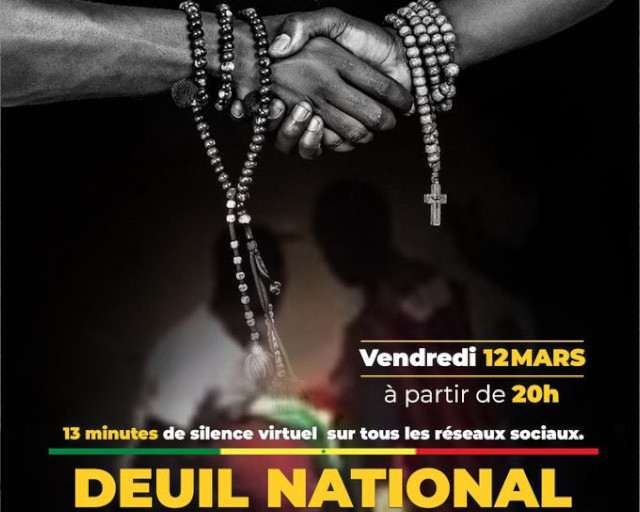 Vendredi 12 MARS
à partir de 20h
13 minutes de silence virtuel sur tous les réseaux sociaux.
DEUIL NATIONAL